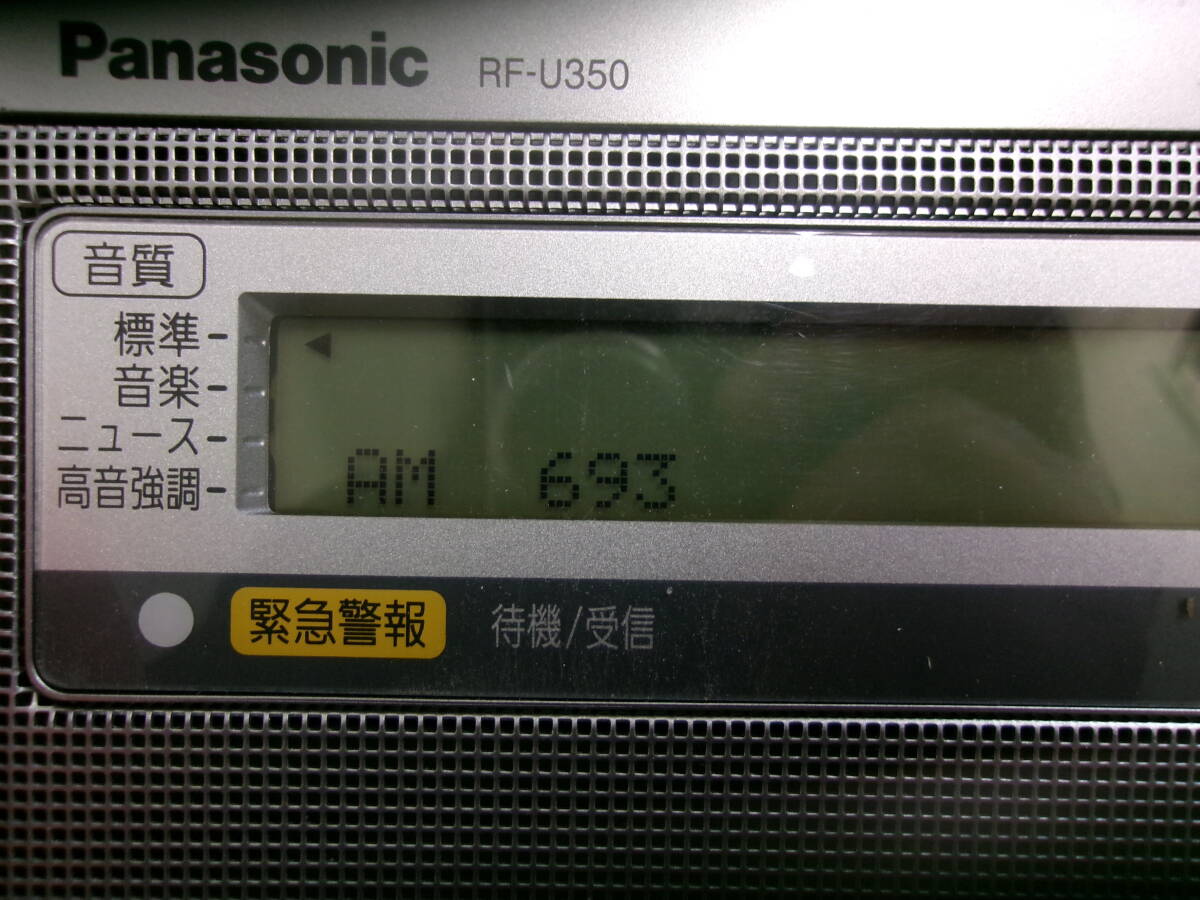 Panasonic RF-U350
音質
標準
音楽
ニュース
高音強調
AM 693
緊急警報 待機/受信